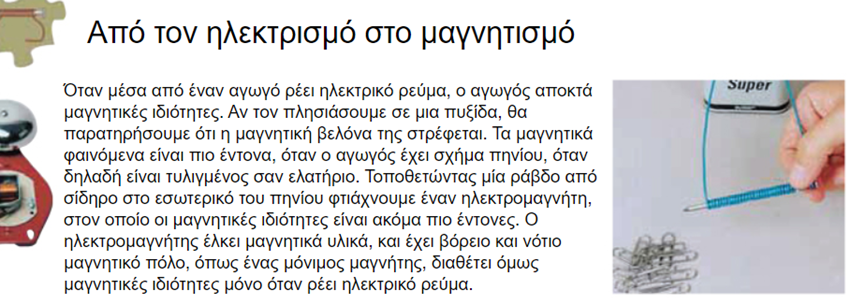 Από τον ηλεκτρισμό στο μαγνητισμό
Όταν μέσα από έναν αγωγό ρέει ηλεκτρικό ρεύμα, ο αγωγός αποκτά
μαγνητικές ιδιότητες. Αν τον πλησιάσουμε σε μια πυξίδα, θα
παρατηρήσουμε ότι η μαγνητική βελόνα της στρέφεται. Τα μαγνητικά
φαινόμενα είναι πιο έντονα, όταν ο αγωγός έχει σχήμα πηνίου, όταν
δηλαδή είναι τυλιγμένος σαν ελατήριο. Τοποθετώντας μία ράβδο από
σίδηρο στο εσωτερικό του πηνίου φτιάχνουμε έναν ηλεκτρομαγνήτη,
στον οποίο οι μαγνητικές ιδιότητες είναι ακόμα πιο έντονες. Ο
ηλεκτρομαγνήτης έλκει μαγνητικά υλικά, και έχει βόρειο και νότιο
μαγνητικό πόλο, όπως ένας μόνιμος μαγνήτης, διαθέτει όμως
μαγνητικές ιδιότητες μόνο όταν ρέει ηλεκτρικό ρεύμα.
Super